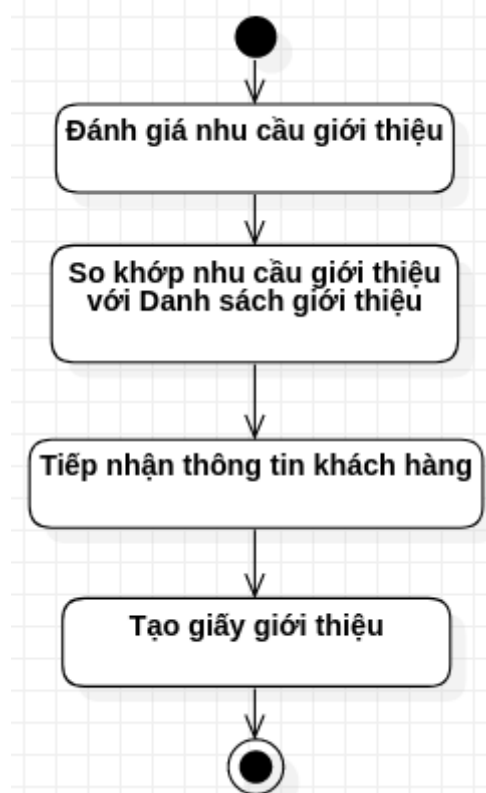 Đánh giá nhu cầu giới thiệu
So khớp nhu cầu giới thiệu
với Danh sách giới thiệu
Tiếp nhận thông tin khách hàng
Tạo giấy giới thiệu